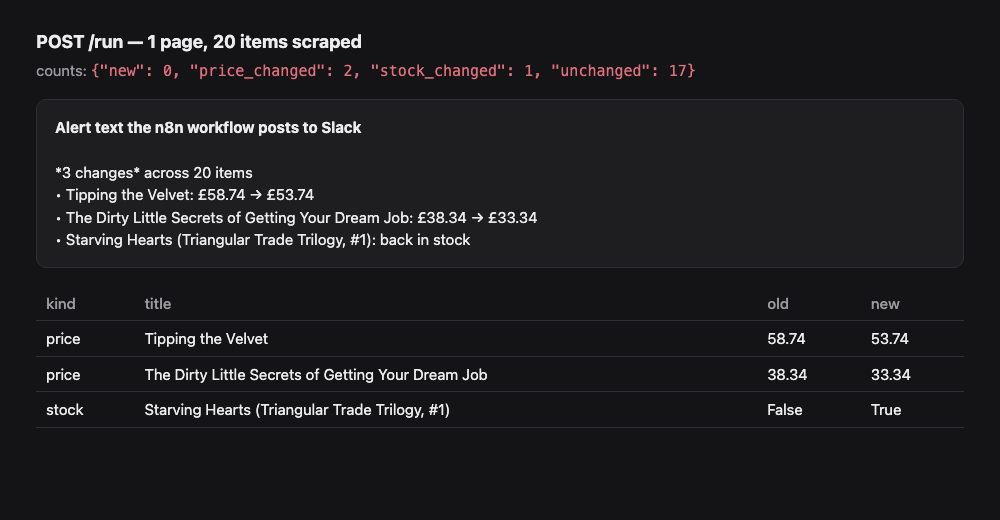 POST /run — 1 page, 20 items scraped
counts: {"new": 0, "price_changed": 2, "stock_changed": 1, "unchanged": 17}
Alert text the n8n workflow posts to Slack
*3 changes* across 20 items
• Tipping the Velvet: £58.74 → £53.74
• The Dirty Little Secrets of Getting Your Dream Job: £38.34 → £33.34
• Starving Hearts (Triangular Trade Trilogy, #1): back in stock
kind title old new
price Tipping the Velvet 58.74 53.74
price The Dirty Little Secrets of Getting Your Dream Job 38.34 33.34
stock Starving Hearts (Triangular Trade Trilogy, #1) False True